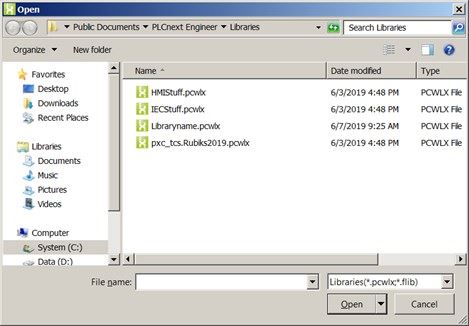 Open
Public Documents PLCnext Engineer Libraries Search Libraries
Organize New folder
Name Date modified Type
Favorites
Desktop
Downloads
Recent Places
Libraries
Documents
Music
Pictures
Videos
Computer
System (C:)
Data (D:)
HMIStuff.pcwlx 6/3/2019 4:48 PM PCWLX File
IECStuff.pcwlx 6/3/2019 4:48 PM PCWLX File
Libraryname.pcwlx 6/7/2019 9:25 AM PCWLX File
pxc_tcs.Rubiks2019.pcwlx 6/3/2019 4:48 PM PCWLX File
File name: Libraries(*.pcwlx;*.flib)
Open Cancel